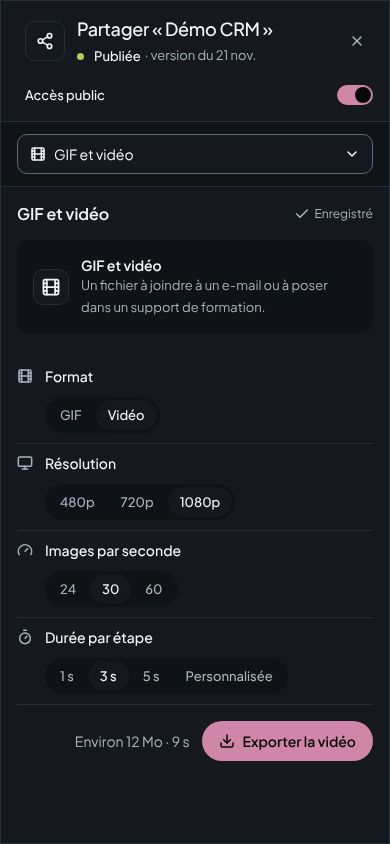 Partager « Démo CRM »
Publiée · version du 21 nov.
Accès public
GIF et vidéo
GIF et vidéo
Enregistré
GIF et vidéo
Un fichier à joindre à un e-mail ou à poser
dans un support de formation.
Format
GIF Vidéo
Résolution
480p 720p 1080p
Images par seconde
24 30 60
Durée par étape
1 s 3 s 5 s Personnalisée
Environ 12 Mo · 9 s
Exporter la vidéo